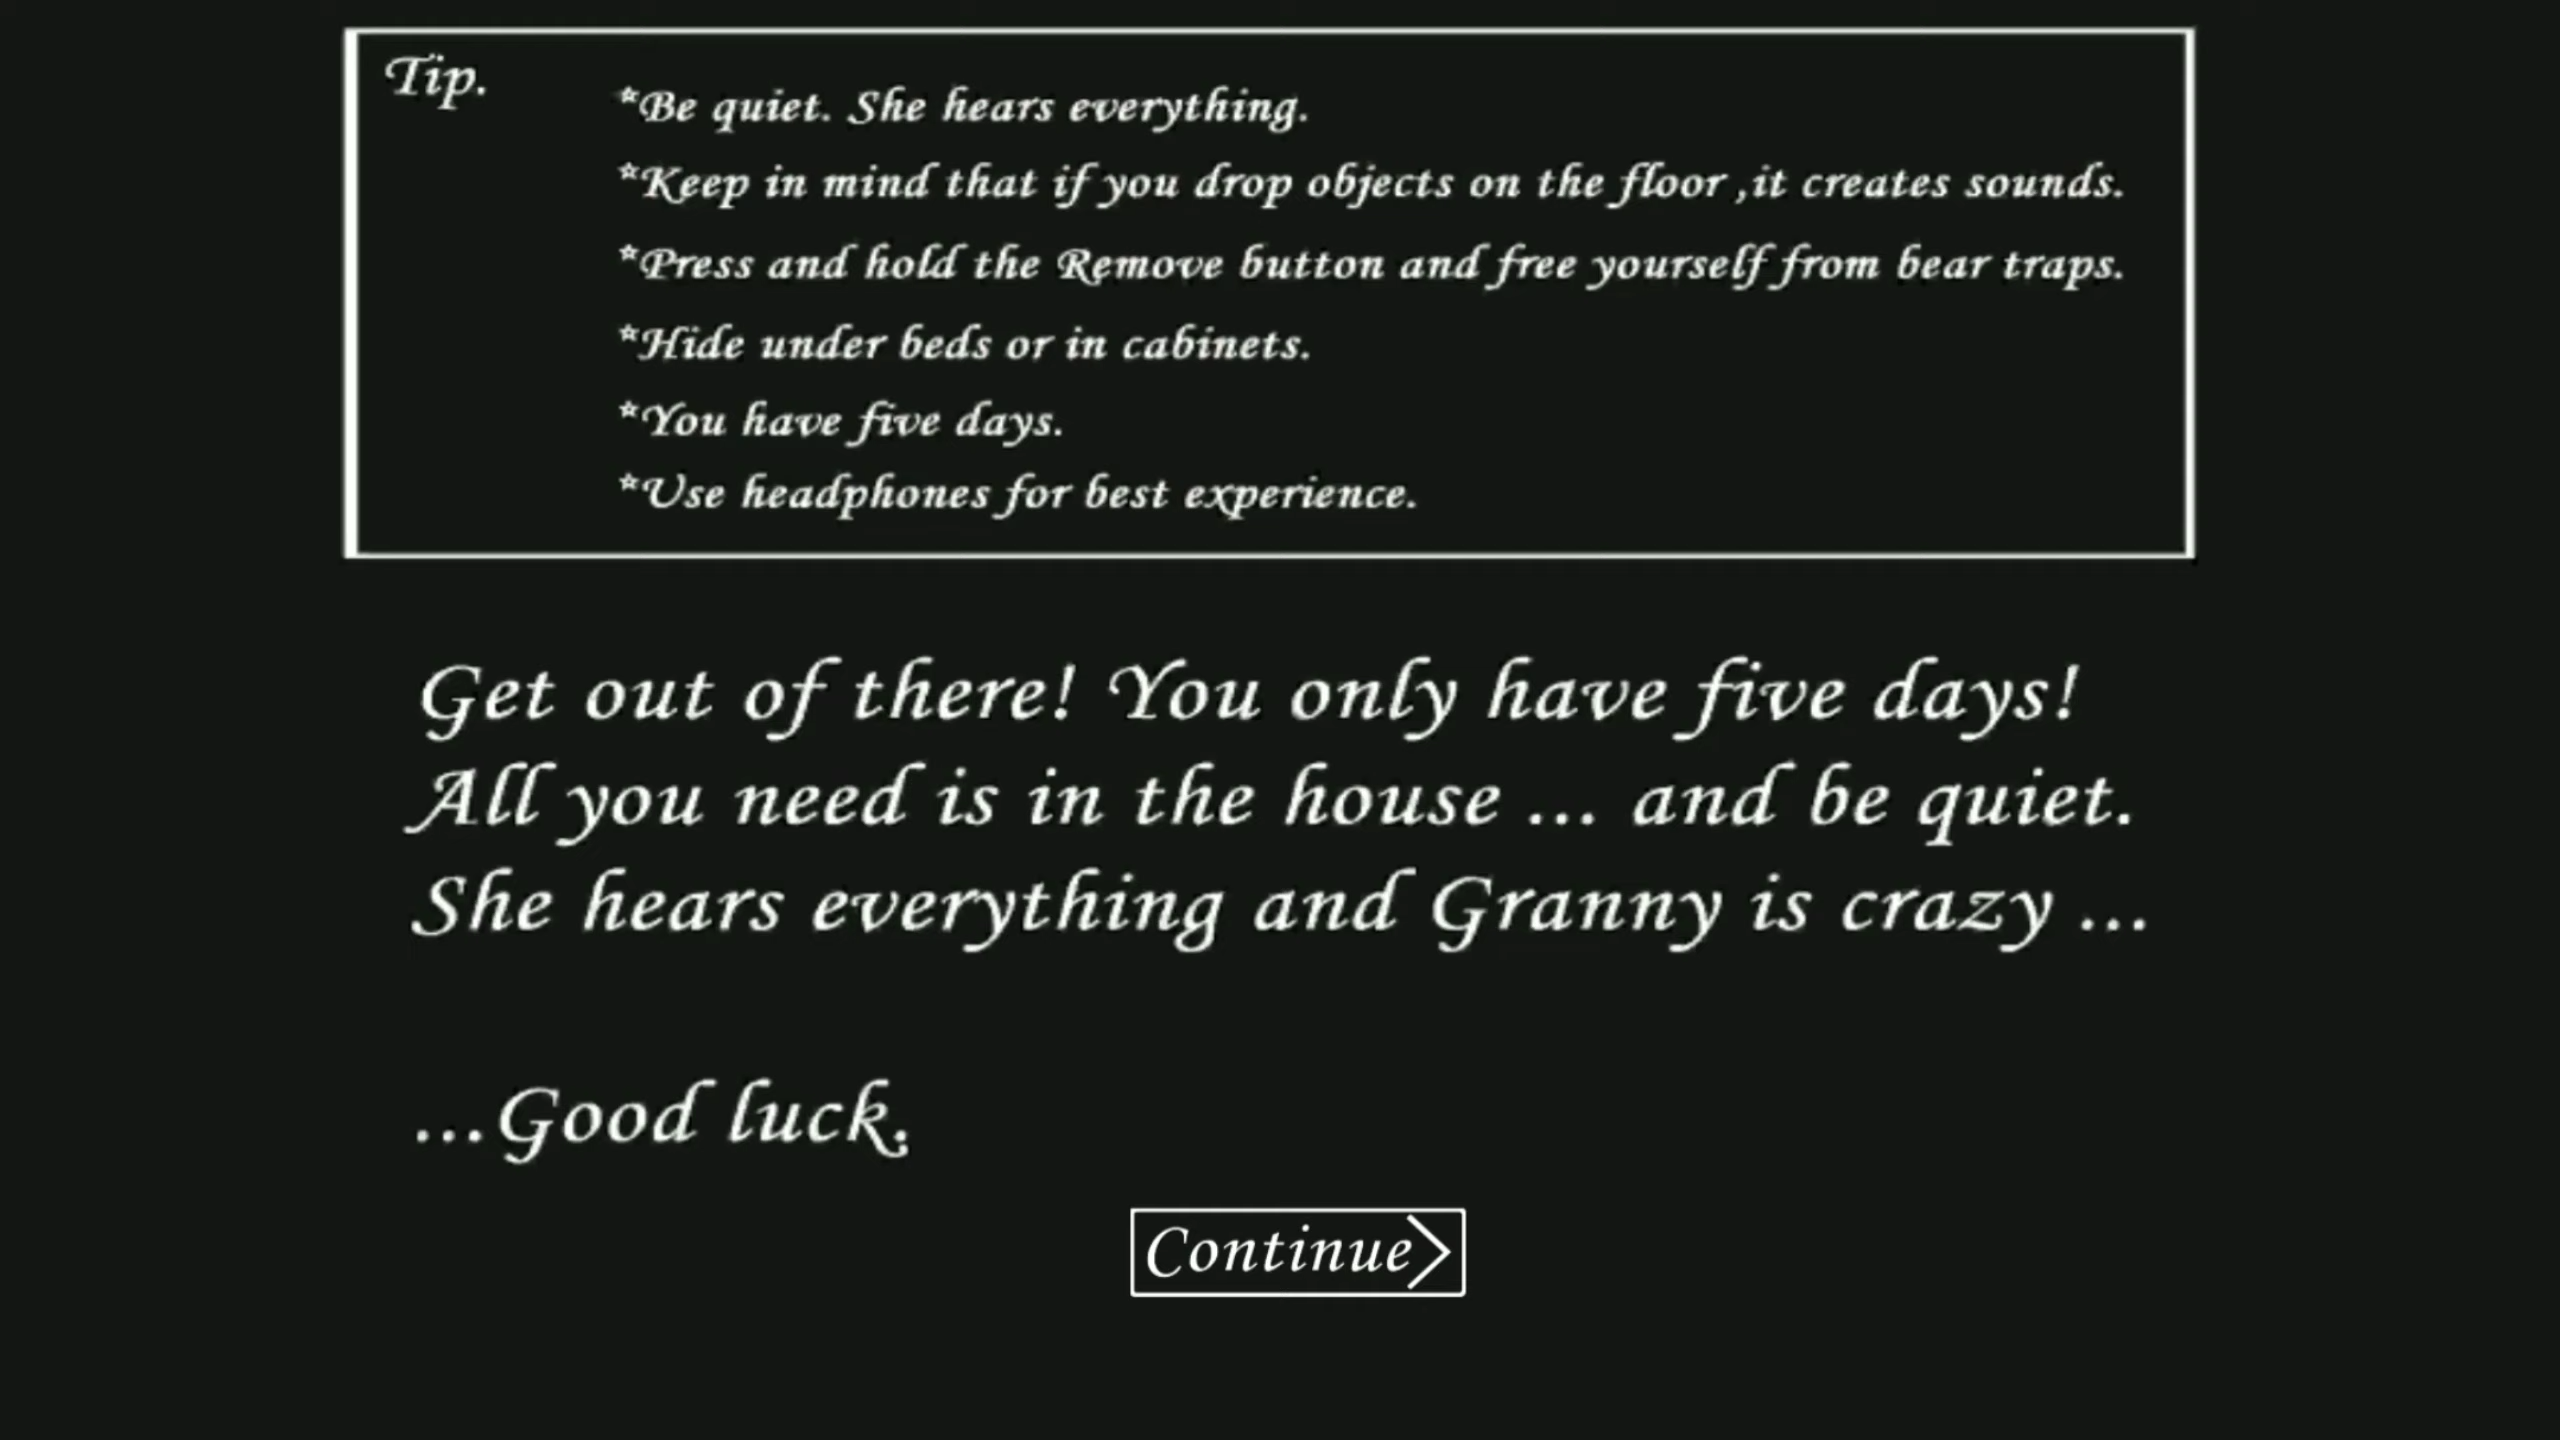 Tip.
*Be quiet. She hears everything.
*Keep in mind that if you drop objects on the floor ,it creates sounds.
*Press and hold the Remove button and free yourself from bear traps.
*Hide under beds or in cabinets.
*You have five days.
*Use headphones for best experience.
Get out of there! You only have five days!
All you need is in the house ... and be quiet.
She hears everything and Granny is crazy ...
...Good luck.
Continue>